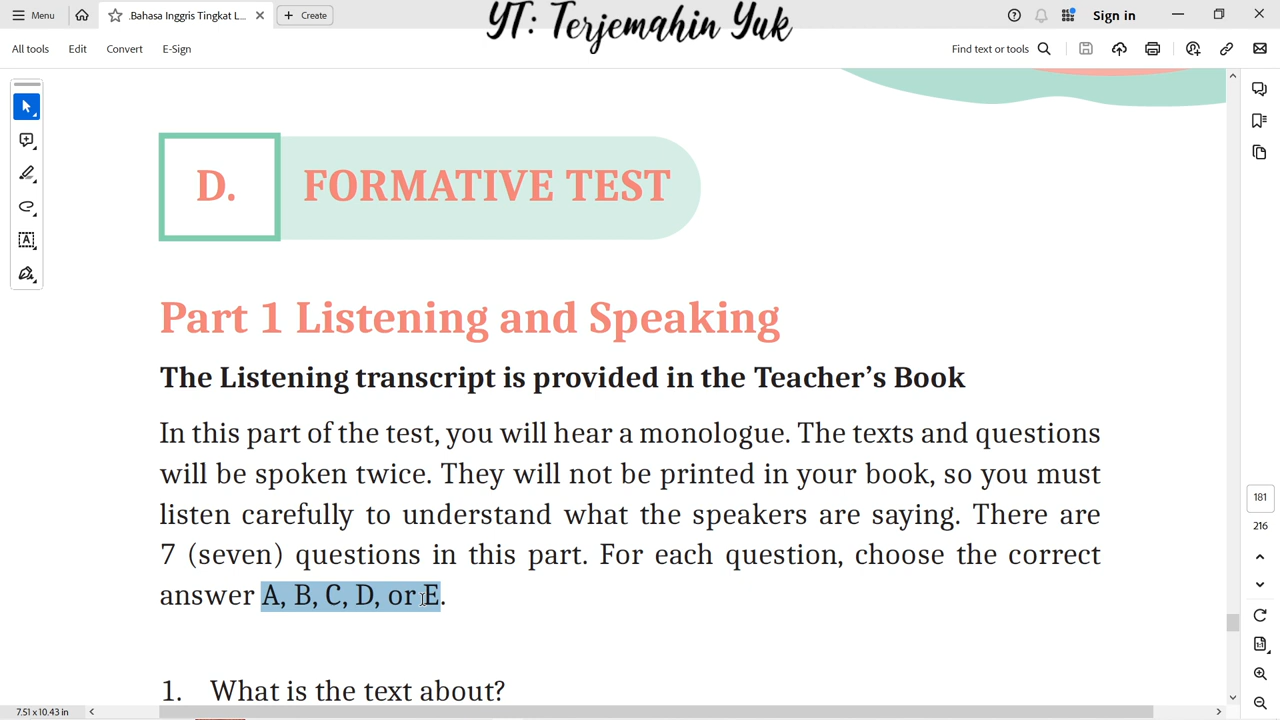 Menu
.Bahasa Inggris Tingkat L...
Create
YT: Terjemahin Yuk
Sign in
All tools
Edit
Convert
E-Sign
Find text or tools
D.
FORMATIVE TEST
Part 1 Listening and Speaking
The Listening transcript is provided in the Teacher’s Book
In this part of the test, you will hear a monologue. The texts and questions
will be spoken twice. They will not be printed in your book, so you must
listen carefully to understand what the speakers are saying. There are
7 (seven) questions in this part. For each question, choose the correct
answer A, B, C, D, or E.
1. What is the text about?
181
216
7.51 x 10.43 in